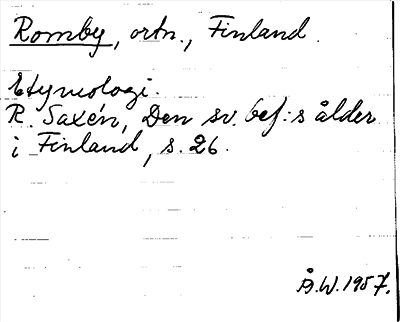 Romby, ortn., Finland.
Etymologi.
R. Saxén, Den sv. bef:s ålder
i Finland, s. 26.
Å.W. 1957.